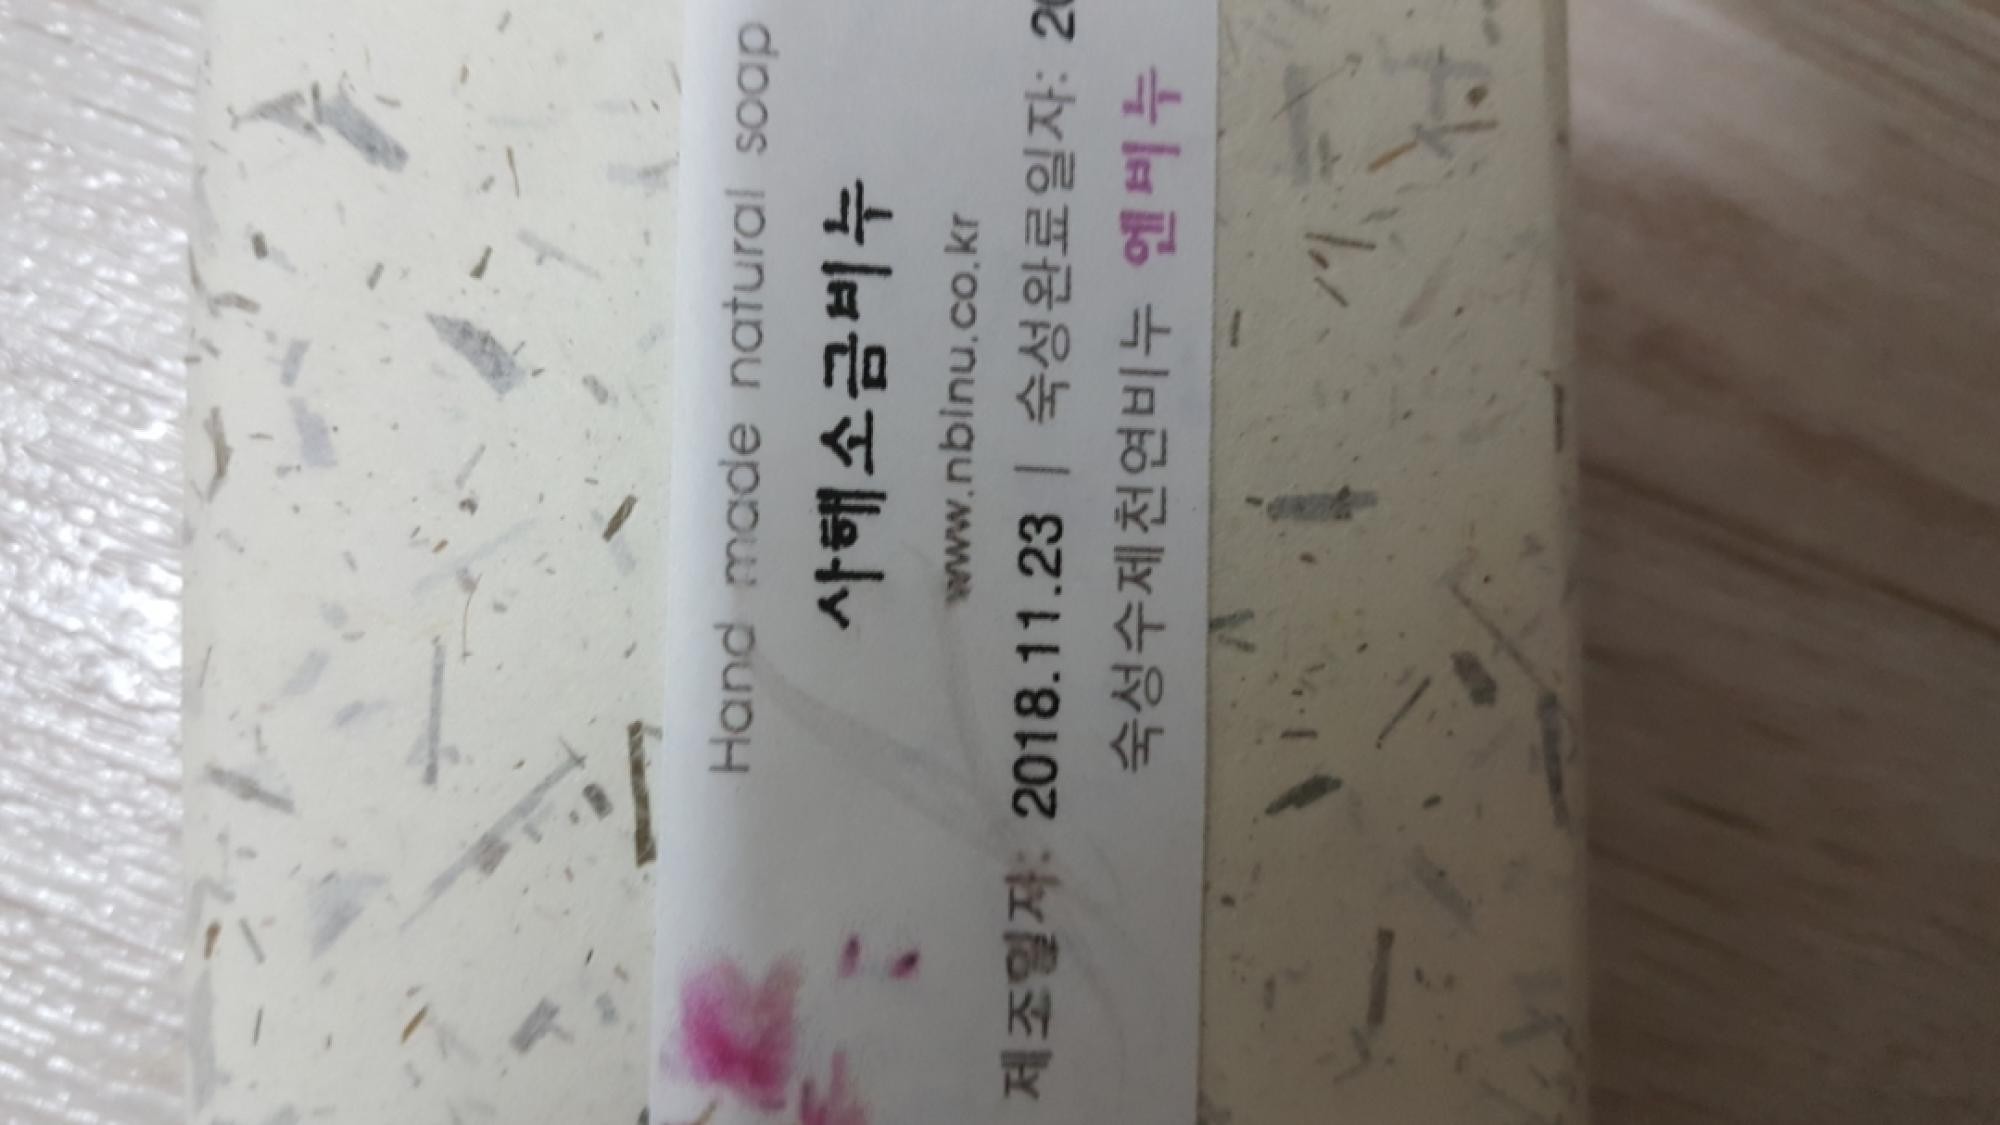 Hand made natural soap
사해소금비누
www.nbinu.co.kr
제조일자: 2018.11.23 | 숙성완료일자: 20
숙성수제천연비누 엔비누